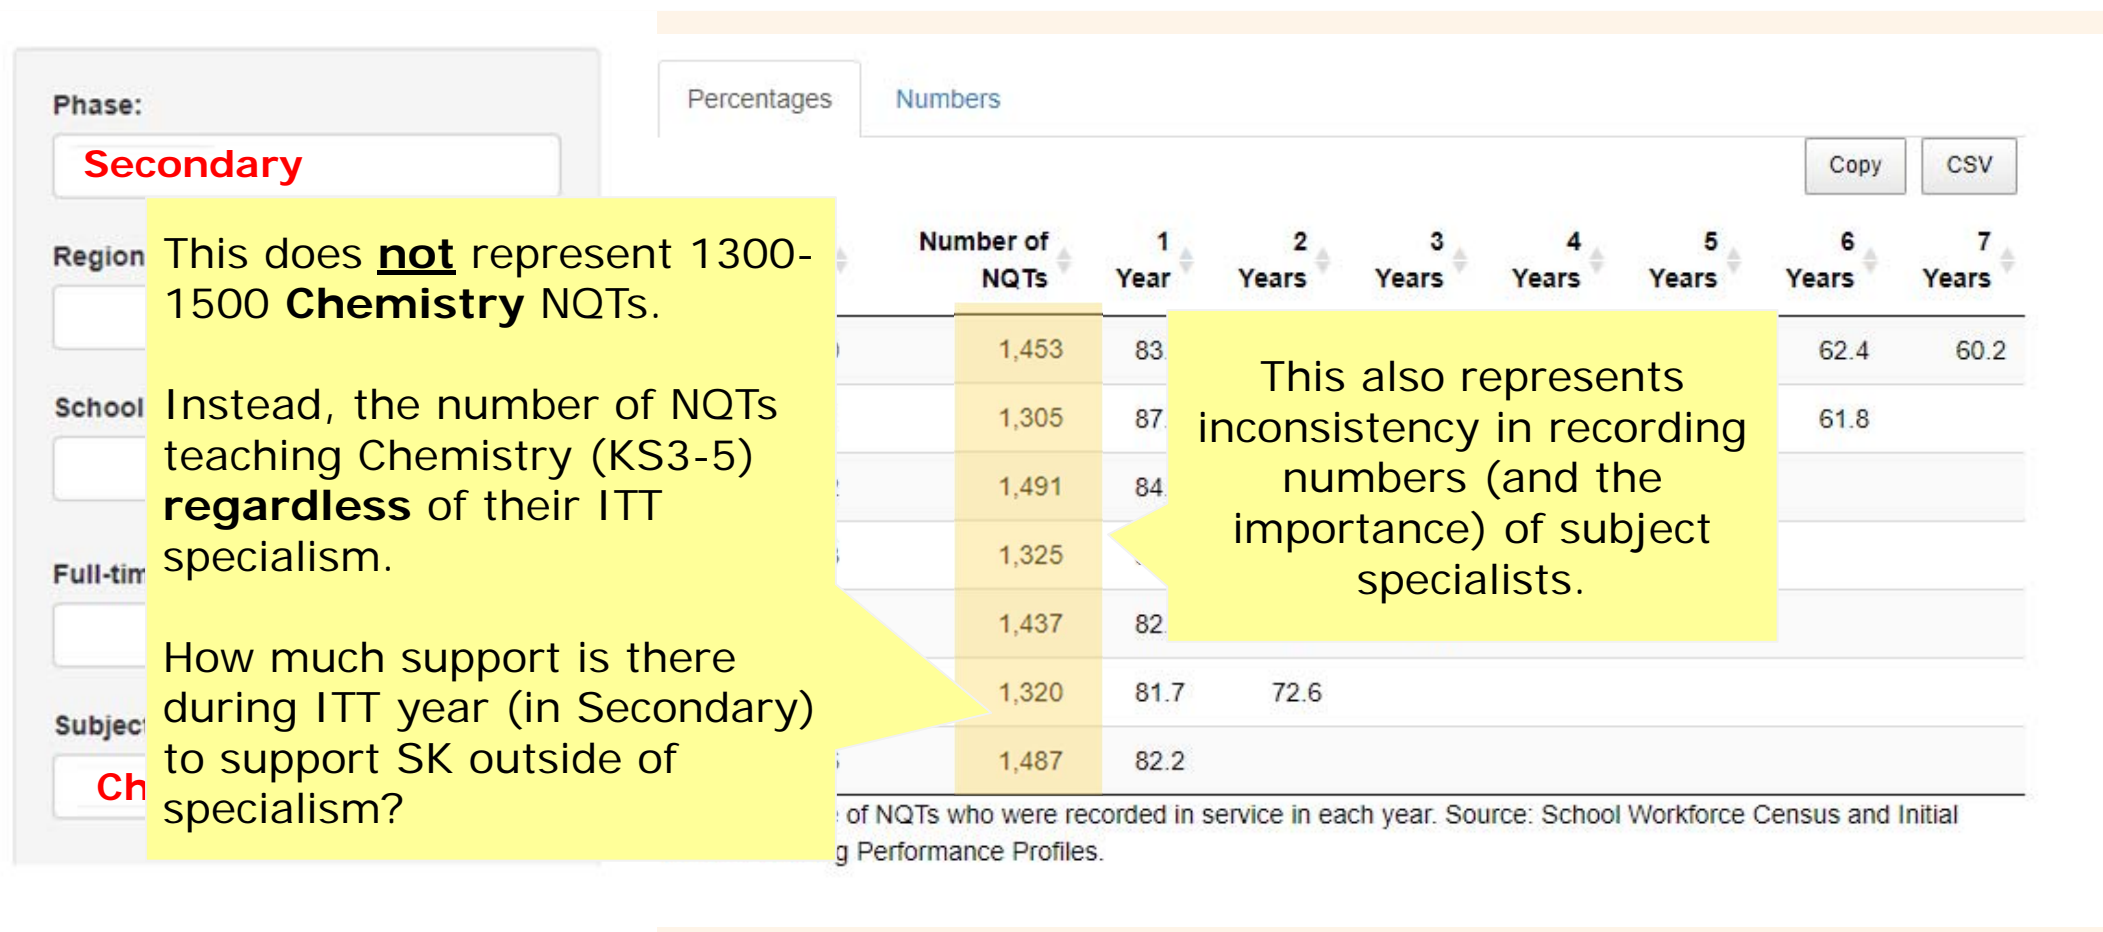 Phase:
Secondary
Region
School
Full-tim
Subject
Ch
This does not represent 1300-
1500 Chemistry NQTs.
Instead, the number of NQTs
teaching Chemistry (KS3-5)
regardless of their ITT
specialism.
How much support is there
during ITT year (in Secondary)
to support SK outside of
specialism?
Percentages Numbers
Copy CSV
Number of NQTs 1 Year 2 Years 3 Years 4 Years 5 Years 6 Years 7 Years
1,453 83. 62.4 60.2
1,305 87. 61.8
1,491 84.
1,325
1,437 82.
1,320 81.7 72.6
1,487 82.2
This also represents
inconsistency in recording
numbers (and the
importance) of subject
specialists.
of NQTs who were recorded in service in each year. Source: School Workforce Census and Initial
g Performance Profiles.